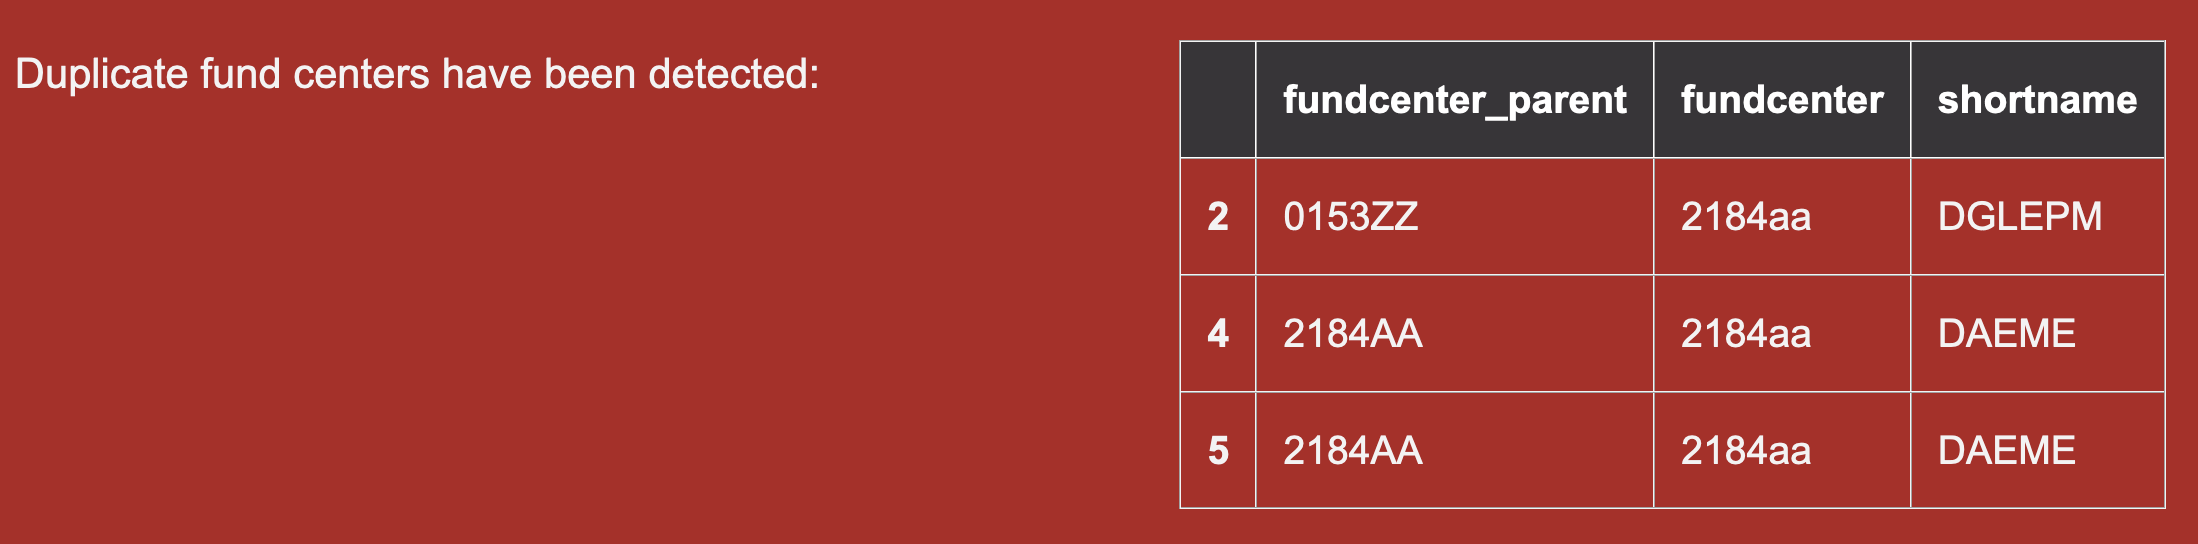 Duplicate fund centers have been detected:
fundcenter_parent fundcenter shortname
2 0153ZZ 2184aa DGLEPM
4 2184AA 2184aa DAEME
5 2184AA 2184aa DAEME